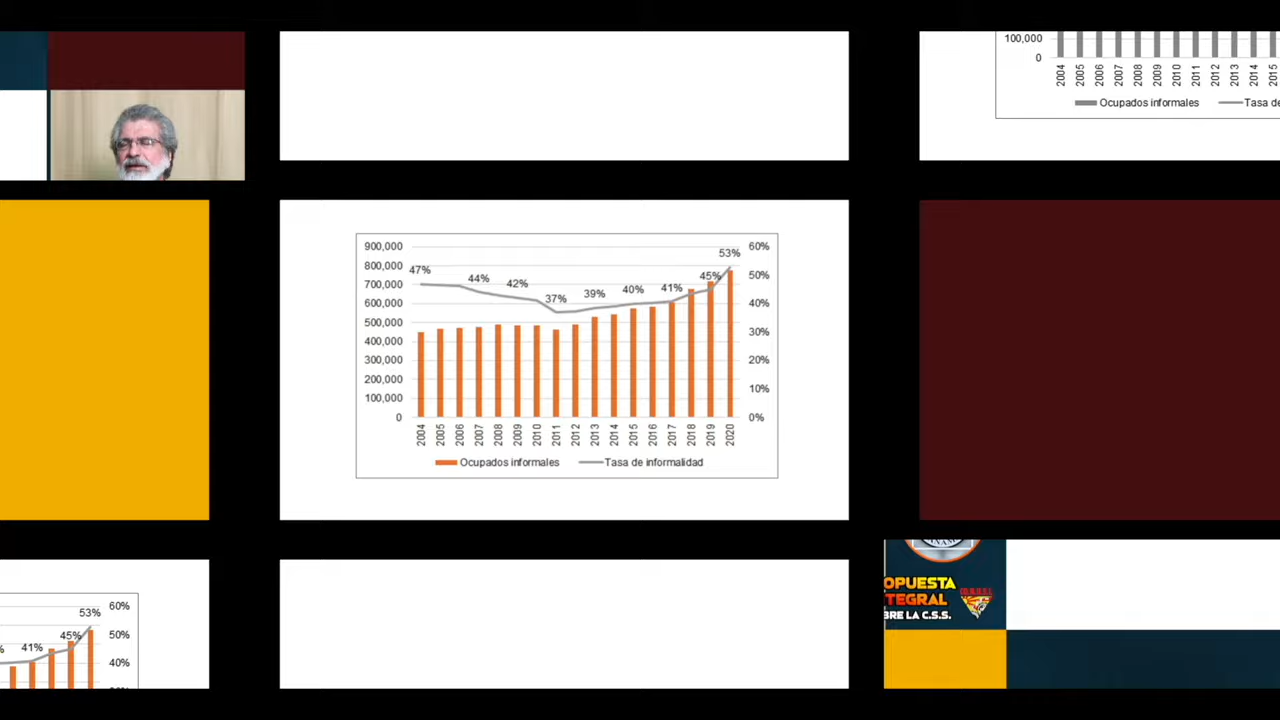 100,000
0
2004 2005 2006 2007 2008 2009 2010 2011 2012 2013 2014 2015
Ocupados informales Tasa de
900,000 60%
800,000 50%
700,000 40%
600,000 30%
500,000 20%
400,000 10%
300,000 0%
200,000
100,000
0
47% 44% 42% 37% 39% 40% 41% 45% 53%
2004 2005 2006 2007 2008 2009 2010 2011 2012 2013 2014 2015 2016 2017 2018 2019 2020
Ocupados informales Tasa de informalidad
53% 60%
45% 50%
% 41% 40%
OPUESTA
TEGRAL
BRE LA C.S.S.